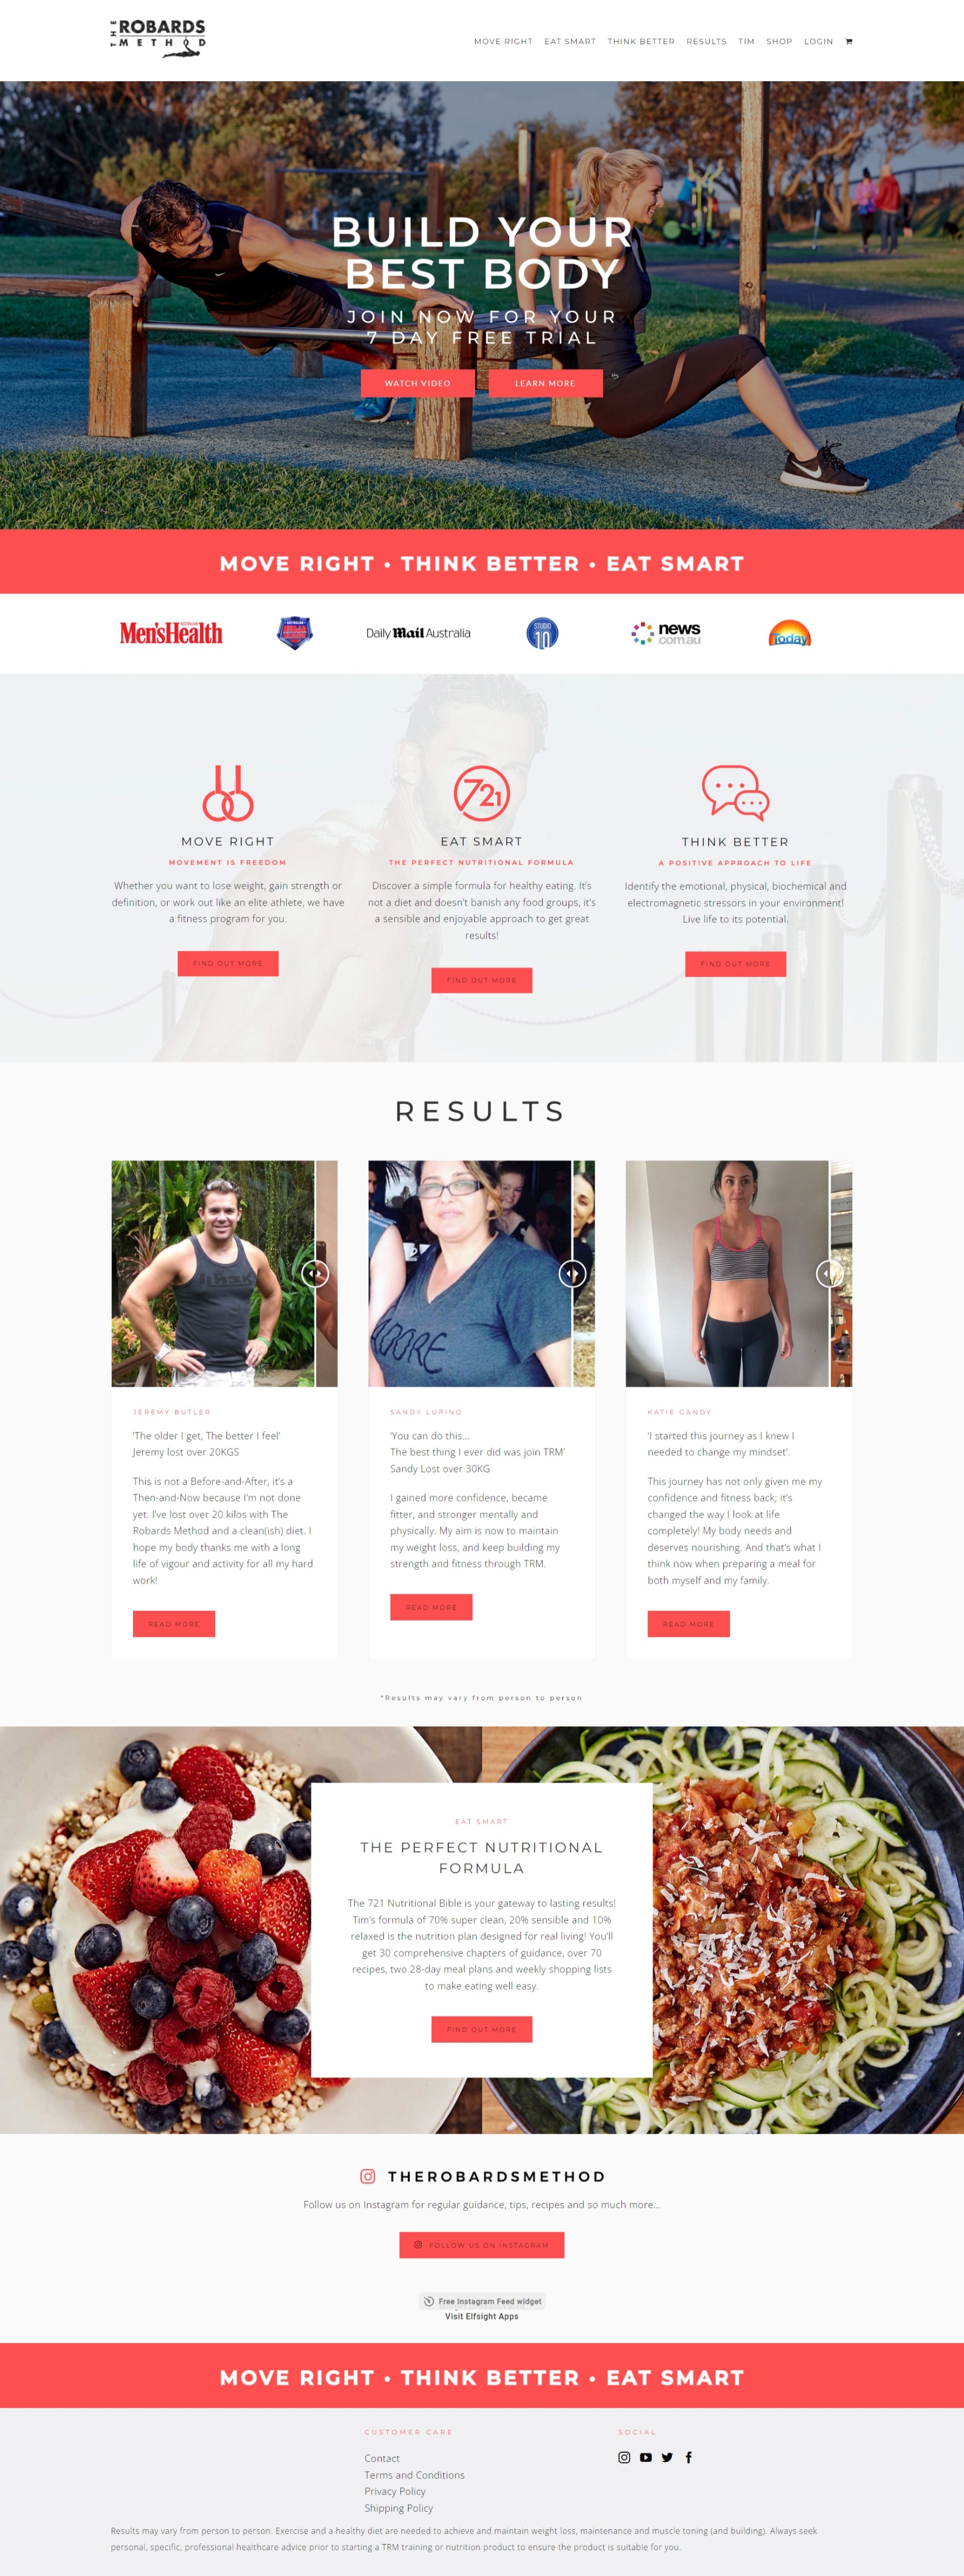 THE ROBARDS
METHOD
MOVE RIGHT EAT SMART THINK BETTER RESULTS TIM SHOP LOGIN
BUILD YOUR
BEST BODY
JOIN NOW FOR YOUR
7 DAY FREE TRIAL
WATCH VIDEO LEARN MORE
MOVE RIGHT • THINK BETTER • EAT SMART
Men'sHealth
Daily Mail Australia
STUDIO
10
news
.com.au
Today
721
MOVE RIGHT
MOVEMENT IS FREEDOM
Whether you want to lose weight, gain strength or
definition, or work out like an elite athlete, we have
a fitness program for you.
FIND OUT MORE
EAT SMART
THE PERFECT NUTRITIONAL FORMULA
Discover a simple formula for healthy eating. It's
not a diet and doesn't banish any food groups, it's
a sensible and enjoyable approach to get great
results!
FIND OUT MORE
THINK BETTER
A POSITIVE APPROACH TO LIFE
Identify the emotional, physical, biochemical and
electromagnetic stressors in your environment!
Live life to its potential.
FIND OUT MORE
RESULTS
JEREMY BUTLER
'The older I get, The better I feel'
Jeremy lost over 20KGS
This is not a Before-and-After, it's a
Then-and-Now because I'm not done
yet. I've lost over 20 kilos with The
Robards Method and a clean(ish) diet. I
hope my body thanks me with a long
life of vigour and activity for all my hard
work!
READ MORE
SANDY LUPINO
'You can do this...
The best thing I ever did was join TRM'
Sandy Lost over 30KG
I gained more confidence, became
fitter, and stronger mentally and
physically. My aim is now to maintain
my weight loss, and keep building my
strength and fitness through TRM.
READ MORE
KATIE GANDY
'I started this journey as I knew I
needed to change my mindset'.
This journey has not only given me my
confidence and fitness back; it's
changed the way I look at life
completely! My body needs and
deserves nourishing. And that's what I
think now when preparing a meal for
both myself and my family.
READ MORE
*Results may vary from person to person
EAT SMART
THE PERFECT NUTRITIONAL
FORMULA
The 721 Nutritional Bible is your gateway to lasting results!
Tim's formula of 70% super clean, 20% sensible and 10%
relaxed is the nutrition plan designed for real living! You'll
get 30 comprehensive chapters of guidance, over 70
recipes, two 28-day meal plans and weekly shopping lists
to make eating well easy.
FIND OUT MORE
THEROBARDSMETHOD
Follow us on Instagram for regular guidance, tips, recipes and so much more...
FOLLOW US ON INSTAGRAM
Free Instagram Feed widget
Visit Elfsight Apps
MOVE RIGHT • THINK BETTER • EAT SMART
CUSTOMER CARE
Contact
Terms and Conditions
Privacy Policy
Shipping Policy
SOCIAL
Results may vary from person to person. Exercise and a healthy diet are needed to achieve and maintain weight loss, maintenance and muscle toning (and building). Always seek
personal, specific, professional healthcare advice prior to starting a TRM training or nutrition product to ensure the product is suitable for you.